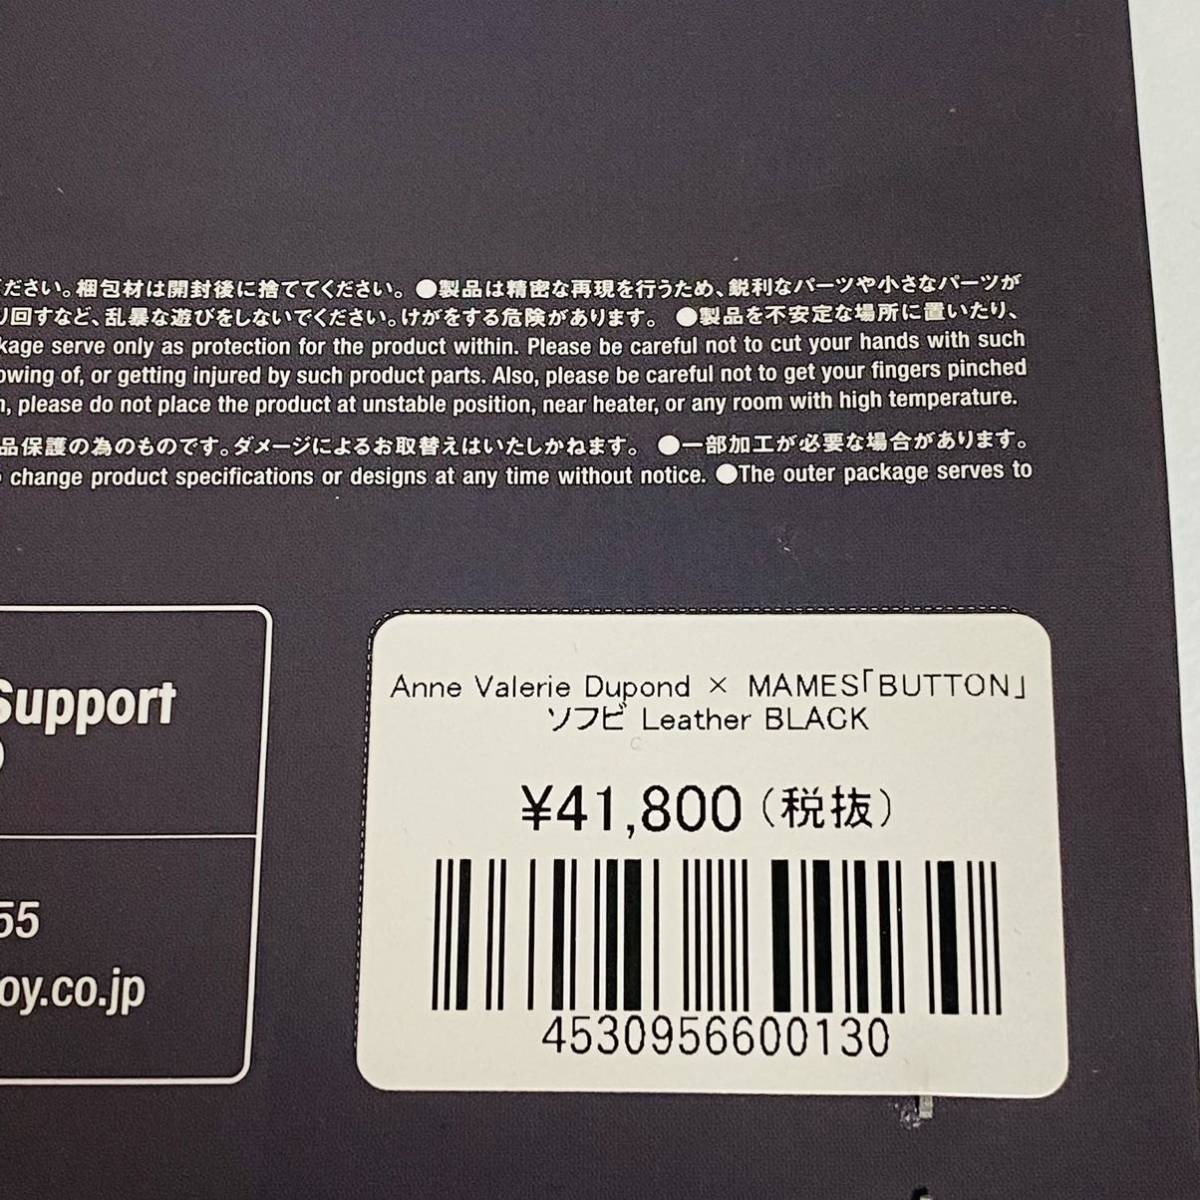 ださい。梱包材は開封後に捨ててください。 ●製品は精密な再現を行うため、鋭利なパーツや小さなパーツが
り回すなど、乱暴な遊びをしないでください。けがをする危険があります。 ●製品を不安定な場所に置いたり、
kage serve only as protection for the product within. Please be careful not to cut your hands with such
owing of, or getting injured by such product parts. Also, please be careful not to get your fingers pinched
n, please do not place the product at unstable position, near heater, or any room with high temperature.
品保護の為のものです。ダメージによるお取替えはいたしかねます。 ●一部加工が必要な場合があります。
change product specifications or designs at any time without notice. ●The outer package serves to
Support
55
oy.co.jp
Anne Valerie Dupond × MAMES「BUTTON」
ソフビ Leather BLACK
¥41,800(税抜)
4530956600130